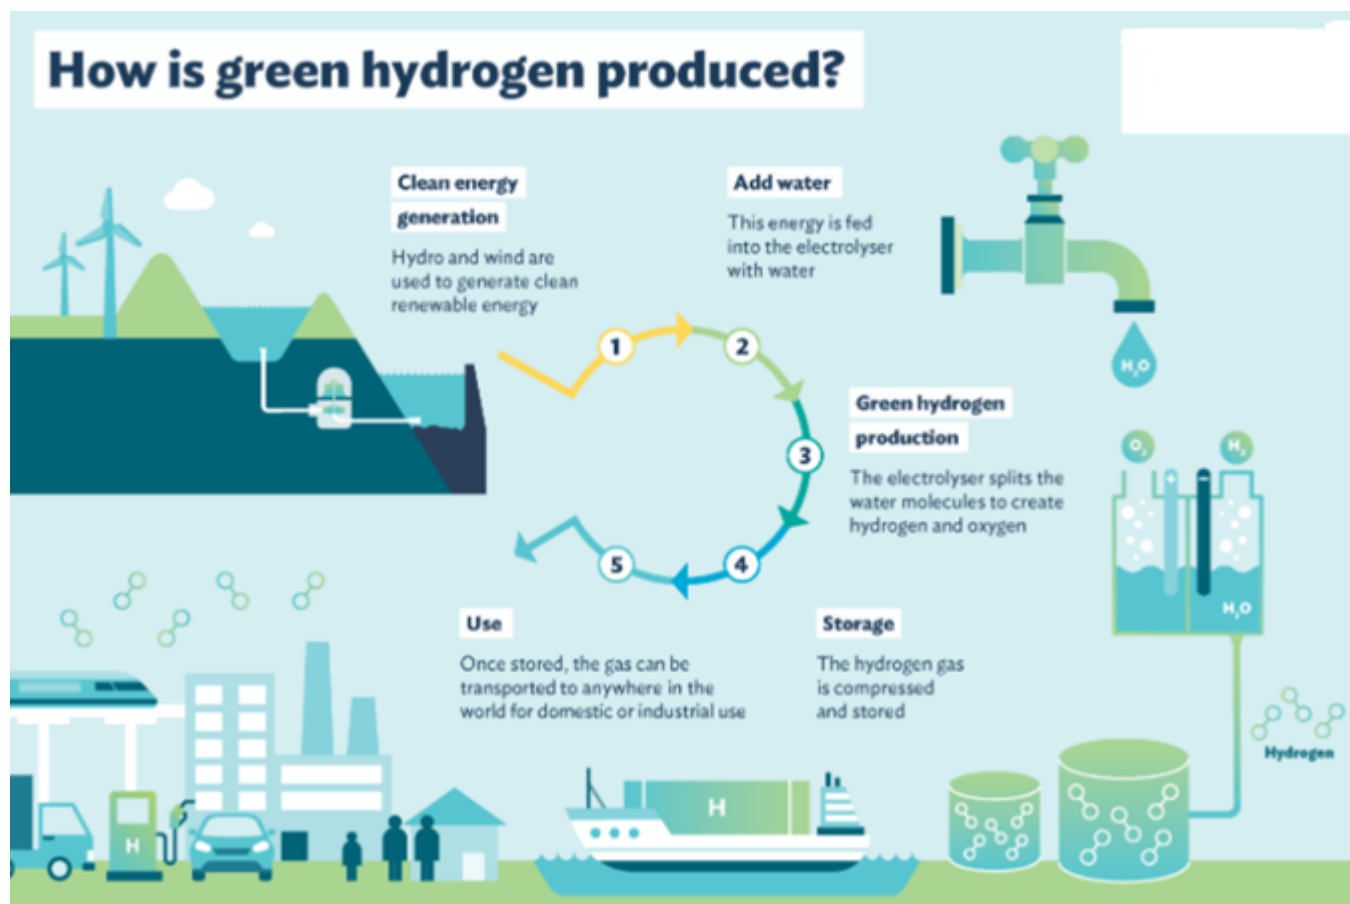 How is green hydrogen produced?
Clean energy
generation
Hydro and wind are
used to generate clean
renewable energy
Add water
This energy is fed
into the electrolyser
with water
H₂O
1
2
3
4
5
Green hydrogen
production
The electrolyser splits the
water molecules to create
hydrogen and oxygen
O₂
H₂
+
−
H₂O
Use
Once stored, the gas can be
transported to anywhere in the
world for domestic or industrial use
Storage
The hydrogen gas
is compressed
and stored
Hydrogen
H
H